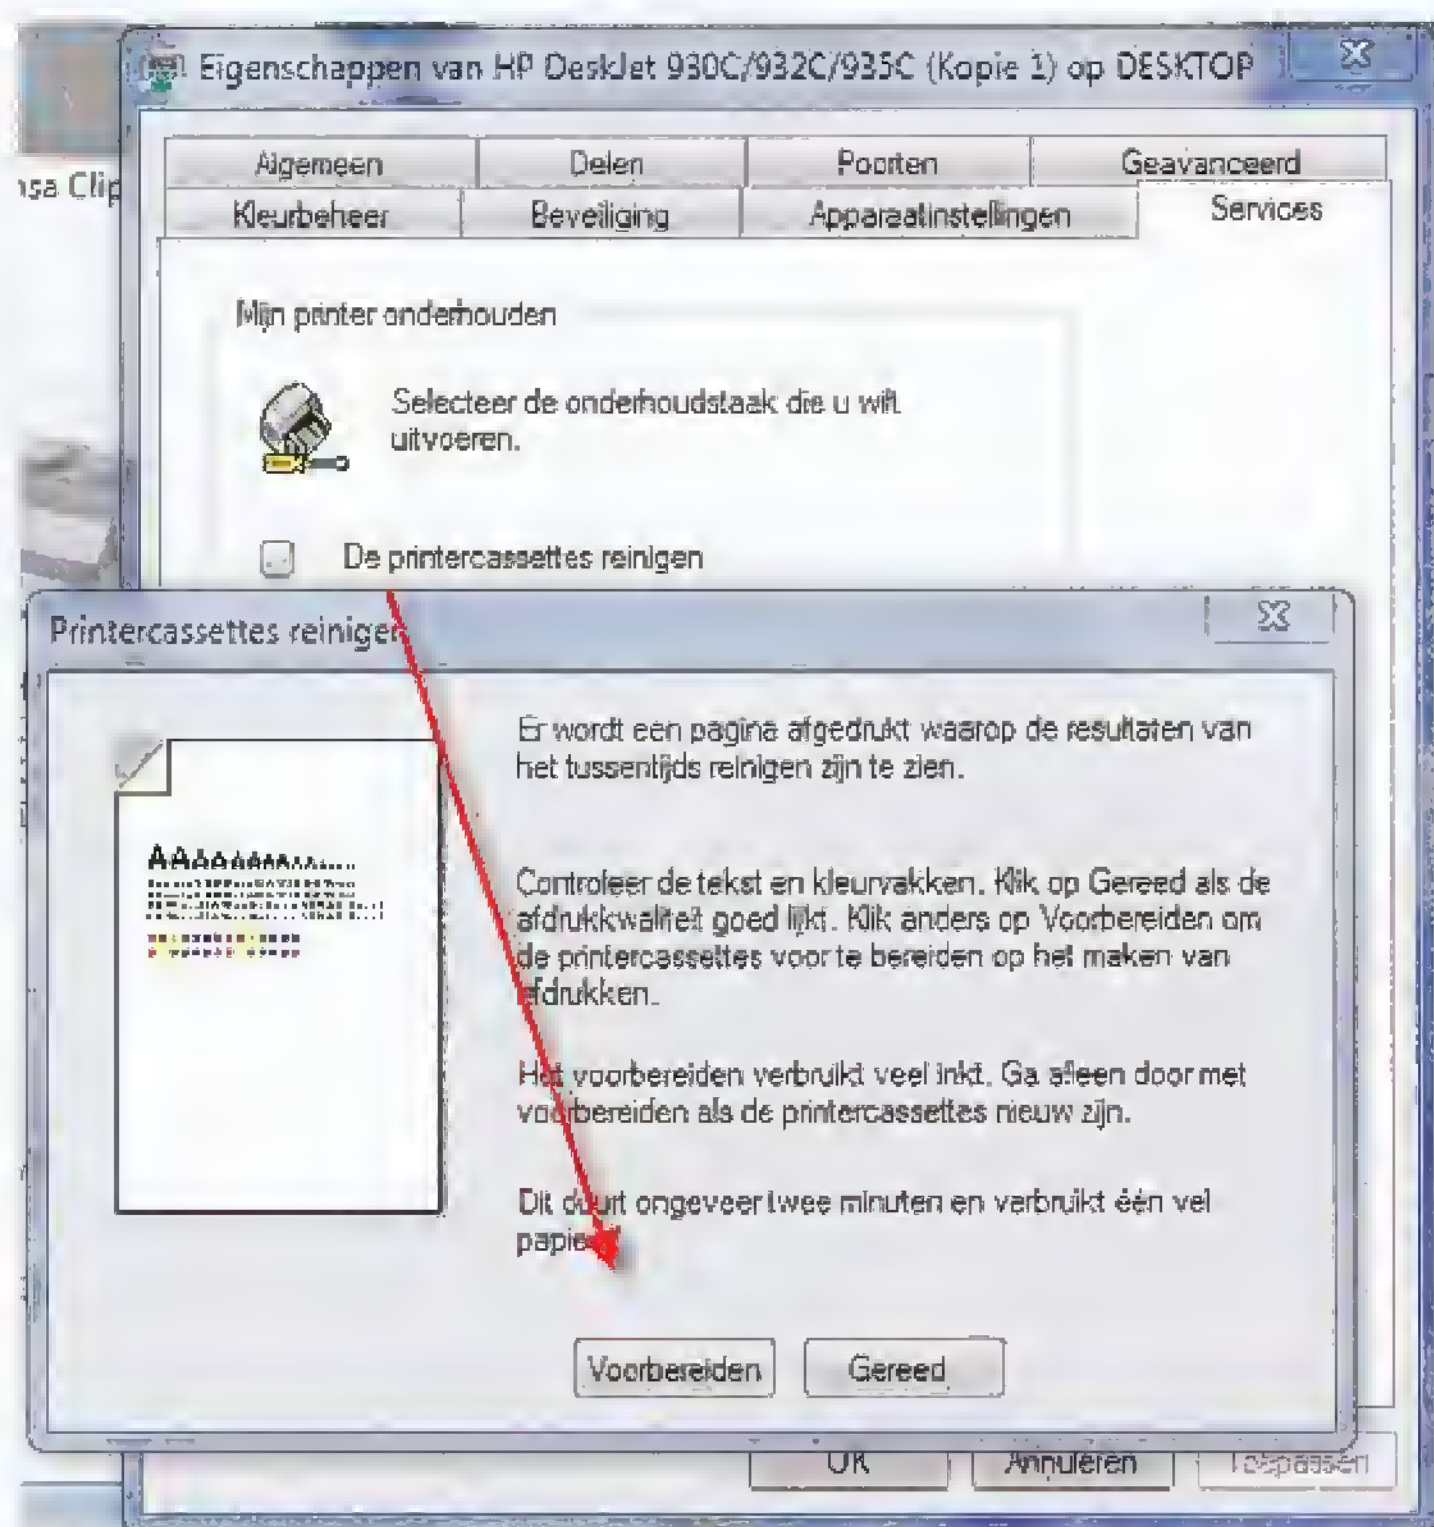 Eigenschappen van HP DeskJet 930C/932C/935C (Kopie 1) op DESKTOP
Algemeen Delen Poorten Geavanceerd
nsa Clip
Kleurbeheer Beveiliging Apparaatinstellingen Services
Mijn printer onderhouden
Selecteer de onderhoudstaak die u wilt
uitvoeren.
De printercassettes reinigen
Printercassettes reinigen
Er wordt een pagina afgedrukt waarop de resultaten van
het tussentijds reinigen zijn te zien.
AAAAAAAA
Controleer de tekst en kleurvakken. Klik op Gereed als de
afdrukkwaliteit goed lijkt. Klik anders op Voorbereiden om
de printercassettes voor te bereiden op het maken van
afdrukken.
Het voorbereiden verbruikt veel inkt. Ga alleen door met
voorbereiden als de printercassettes nieuw zijn.
Dit duurt ongeveer twee minuten en verbruikt één vel
papier.
Voorbereiden Gereed
OK Annuleren Toepassen